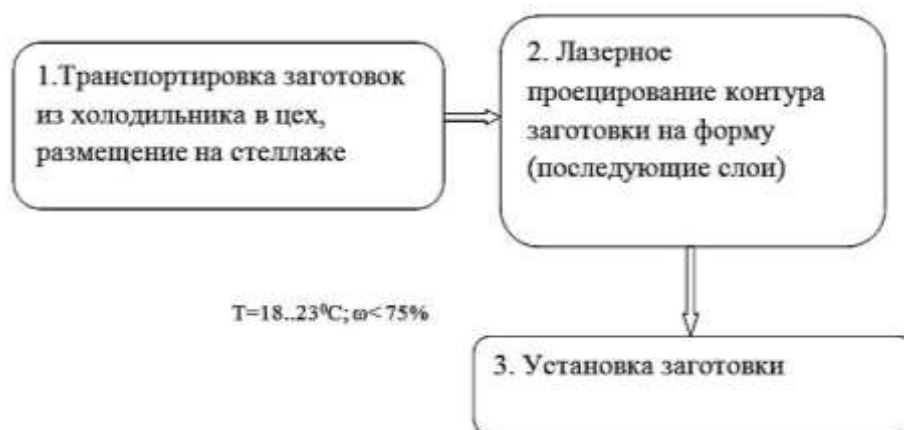 1.Транспортировка заготовок
из холодильника в цех,
размещение на стеллаже
2. Лазерное
проецирование контура
заготовки на форму
(последующие слои)
T=18..23⁰C; ω< 75%
3. Установка заготовки